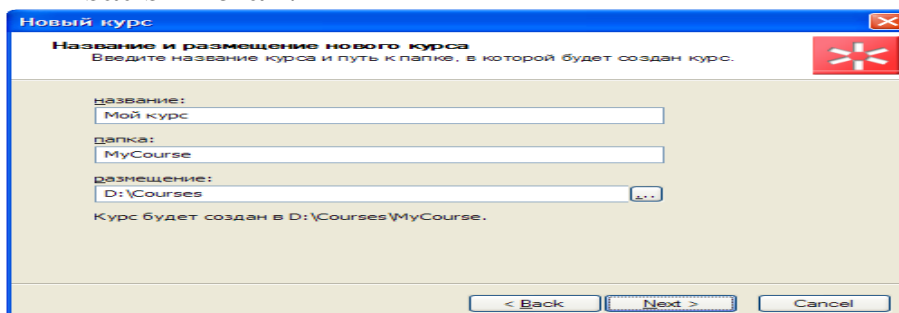 Новый курс
Название и размещение нового курса
Введите название курса и путь к папке, в которой будет создан курс.
название:
Мой курс
папка:
MyCourse
размещение:
D:\Courses
...
Курс будет создан в D:\Courses\MyCourse.
< Back
Next >
Cancel